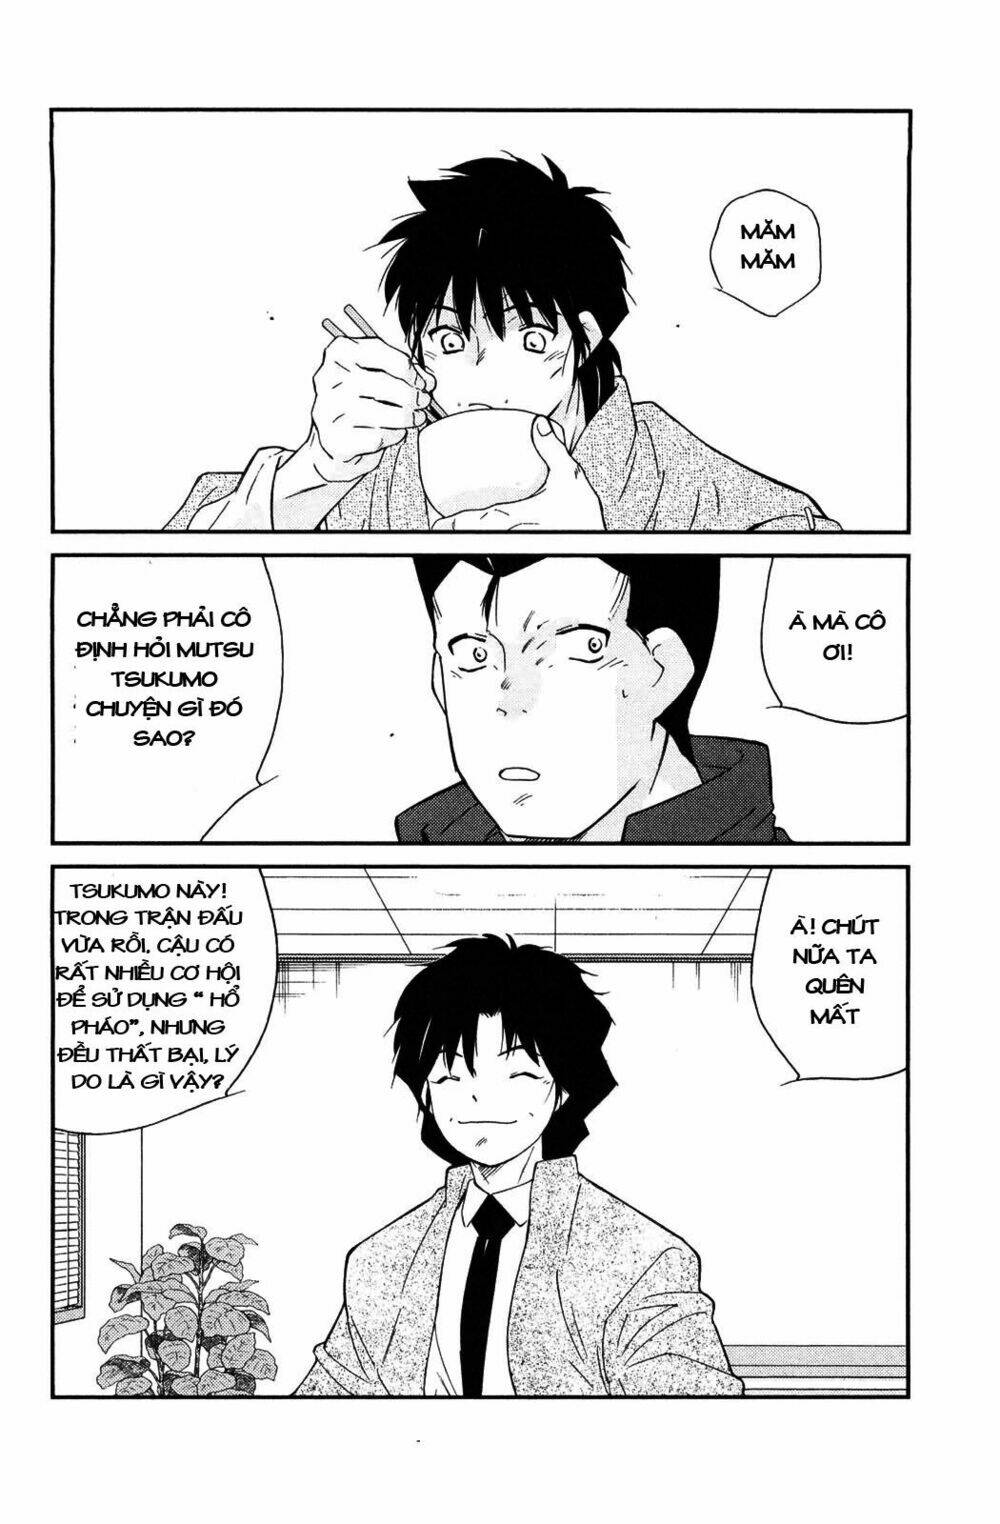 MĂM
MĂM
À MÀ CÔ
ƠI!
CHẲNG PHẢI CÔ
ĐỊNH HỎI MUTSU
TSUKUMO
CHUYỆN GÌ ĐÓ
SAO?
À! CHÚT
NỮA TA
QUÊN
MẤT
TSUKUMO NÀY!
TRONG TRẬN ĐẤU
VỪA RỒI, CẬU CÓ
RẤT NHIỀU CƠ HỘI
ĐỂ SỬ DỤNG “ HỔ
PHÁO”, NHƯNG
ĐỀU THẤT BẠI, LÝ
DO LÀ GÌ VẬY?